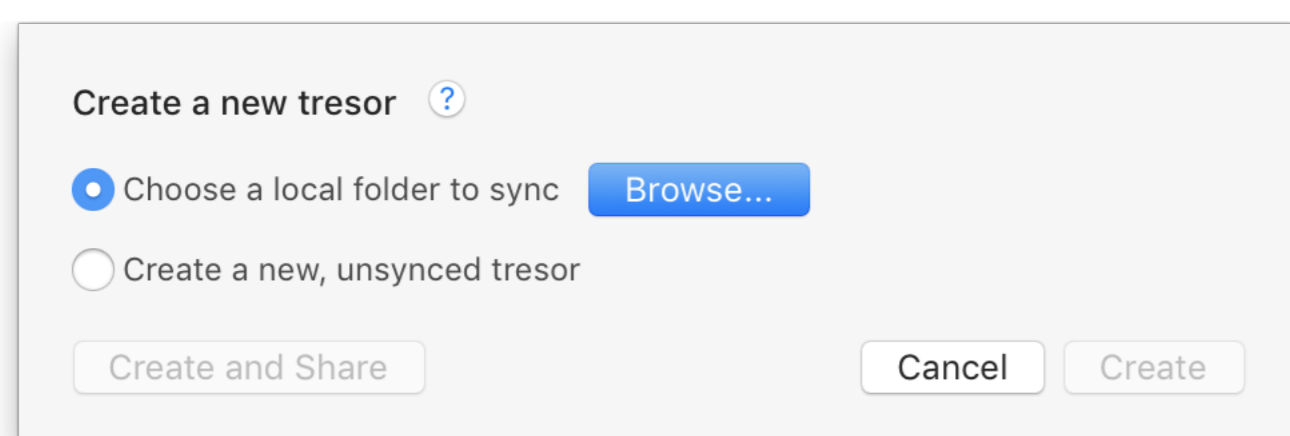 Create a new tresor ?
Choose a local folder to sync Browse...
Create a new, unsynced tresor
Create and Share Cancel Create